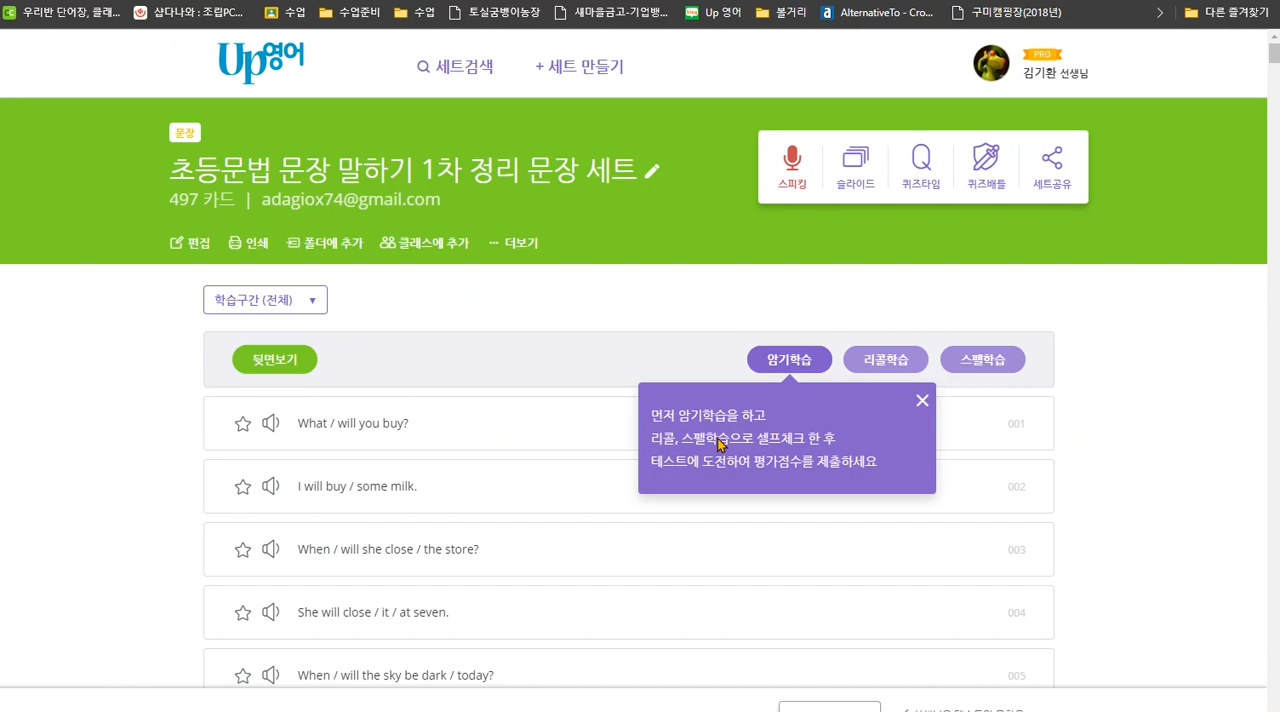 우리반 단어장, 클래... 샵다나와 : 조립PC... 수업 수업준비 수업 토실궁뱅이농장 새마을금고-기업뱅... Up 영어 볼거리 AlternativeTo - Cro... 구미캠핑장(2018년) 다른 즐겨찾기
Up영어 세트검색 + 세트 만들기 PRO
김기환 선생님
문장
초등문법 문장 말하기 1차 정리 문장 세트
497 카드 | adagiox74@gmail.com
스피킹 슬라이드 퀴즈타임 퀴즈배틀 세트공유
편집 인쇄 폴더에 추가 클래스에 추가 ··· 더보기
학습구간 (전체) ▼
뒷면보기 암기학습 리콜학습 스펠학습
먼저 암기학습을 하고
리콜, 스펠학습으로 셀프체크 한 후
테스트에 도전하여 평가점수를 제출하세요
What / will you buy? 001
I will buy / some milk. 002
When / will she close / the store? 003
She will close / it / at seven. 004
When / will the sky be dark / today? 005